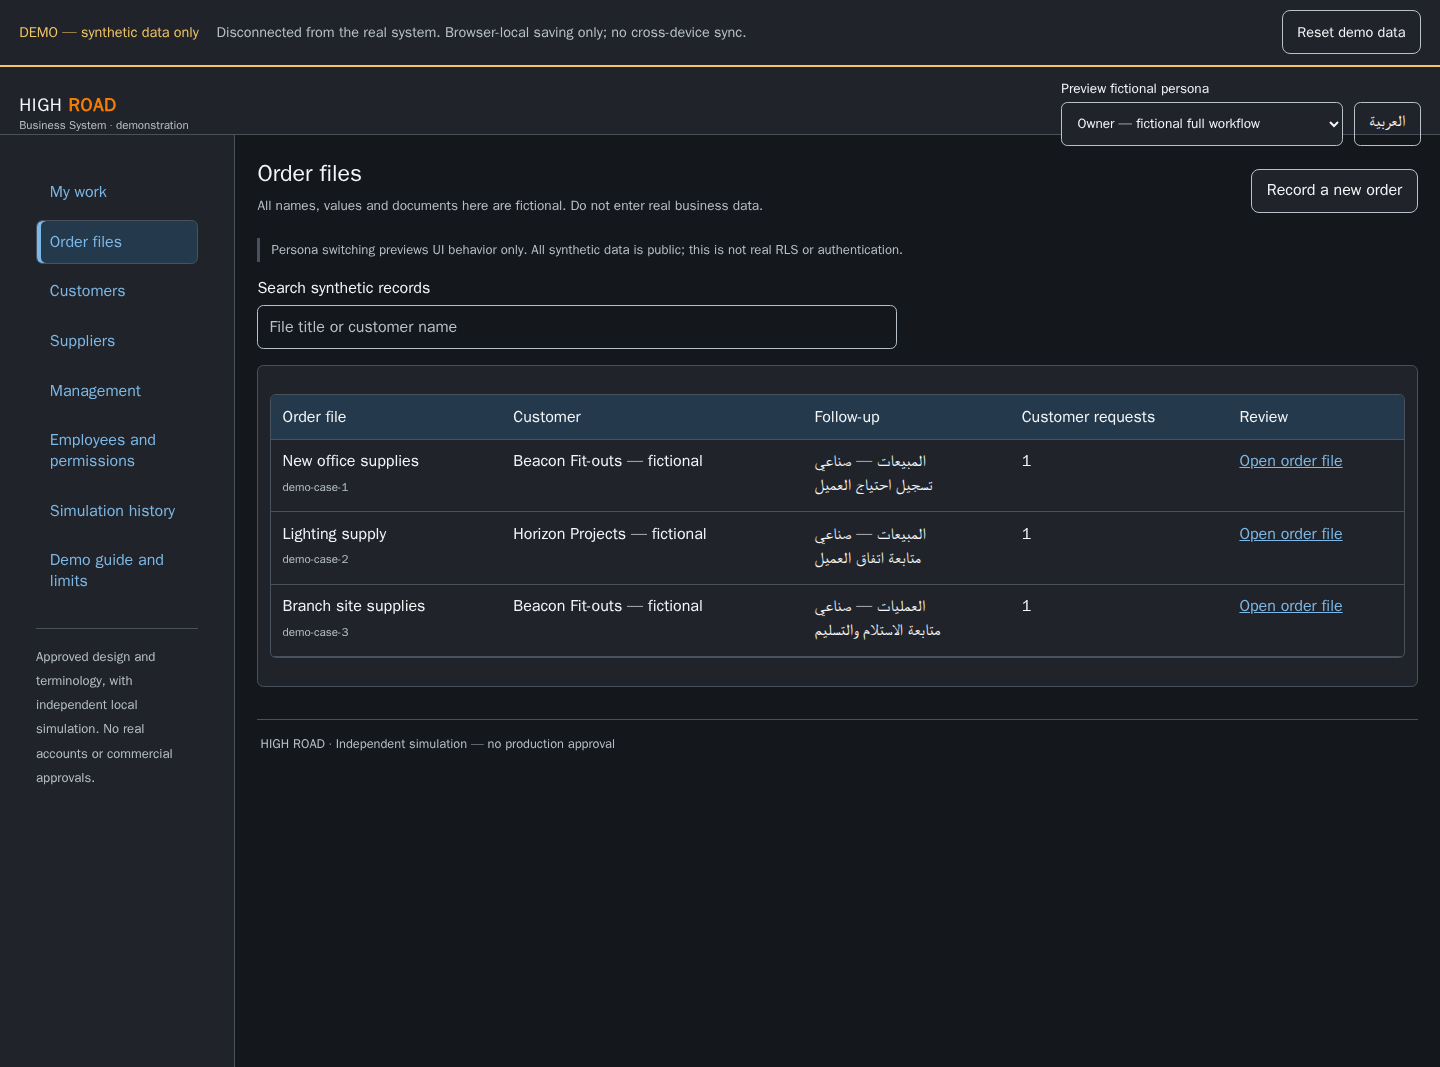 DEMO — synthetic data only Disconnected from the real system. Browser-local saving only; no cross-device sync. Reset demo data
HIGH ROAD
Business System · demonstration
Preview fictional persona
Owner — fictional full workflow
العربية
My work
Order files
Customers
Suppliers
Management
Employees and
permissions
Simulation history
Demo guide and
limits
Approved design and
terminology, with
independent local
simulation. No real
accounts or commercial
approvals.
Order files
All names, values and documents here are fictional. Do not enter real business data.
Record a new order
Persona switching previews UI behavior only. All synthetic data is public; this is not real RLS or authentication.
Search synthetic records
File title or customer name
Order file Customer Follow-up Customer requests Review
New office supplies Beacon Fit-outs — fictional المبيعات — صناعي 1 Open order file
demo-case-1 تسجيل احتياج العميل
Lighting supply Horizon Projects — fictional المبيعات — صناعي 1 Open order file
demo-case-2 متابعة اتفاق العميل
Branch site supplies Beacon Fit-outs — fictional العمليات — صناعي 1 Open order file
demo-case-3 متابعة الاستلام والتسليم
HIGH ROAD · Independent simulation — no production approval